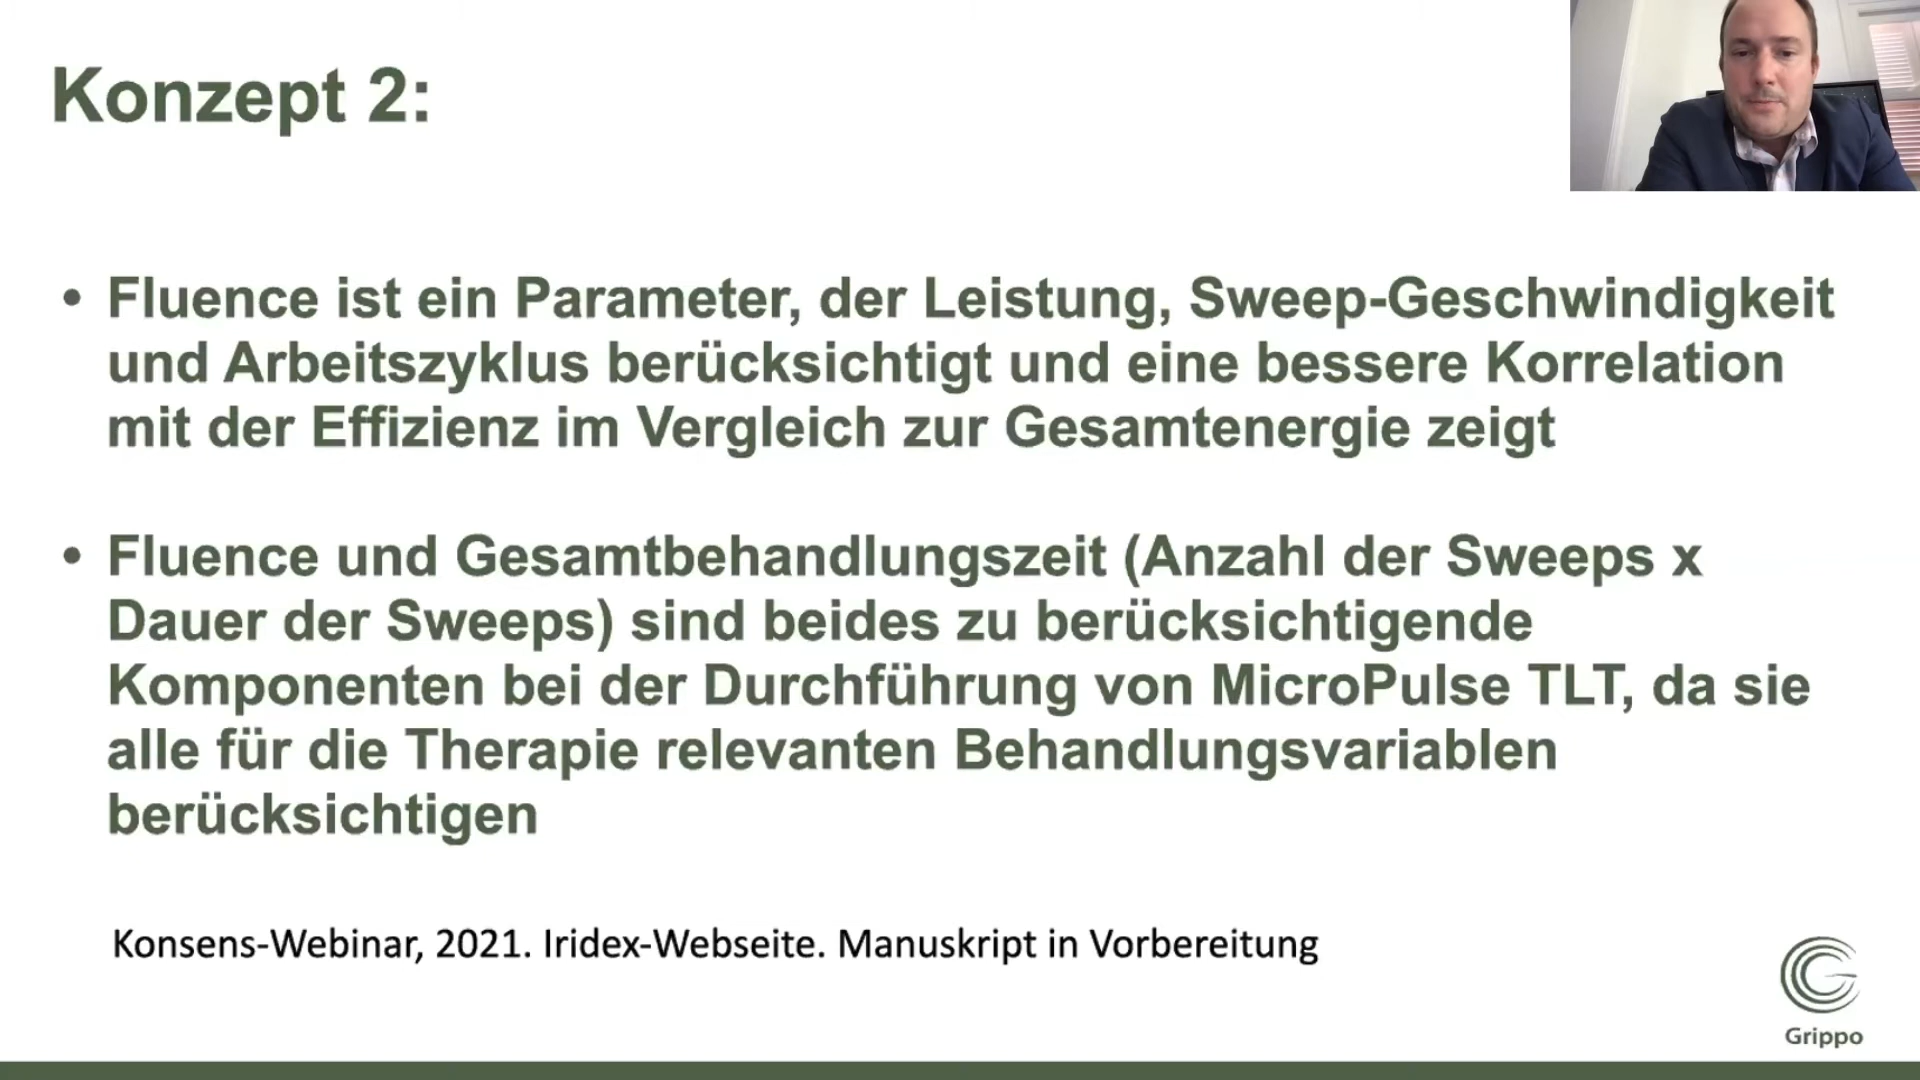 Konzept 2:
• Fluence ist ein Parameter, der Leistung, Sweep-Geschwindigkeit
und Arbeitszyklus berücksichtigt und eine bessere Korrelation
mit der Effizienz im Vergleich zur Gesamtenergie zeigt
• Fluence und Gesamtbehandlungszeit (Anzahl der Sweeps x
Dauer der Sweeps) sind beides zu berücksichtigende
Komponenten bei der Durchführung von MicroPulse TLT, da sie
alle für die Therapie relevanten Behandlungsvariablen
berücksichtigen
Konsens-Webinar, 2021. Iridex-Webseite. Manuskript in Vorbereitung
Grippo